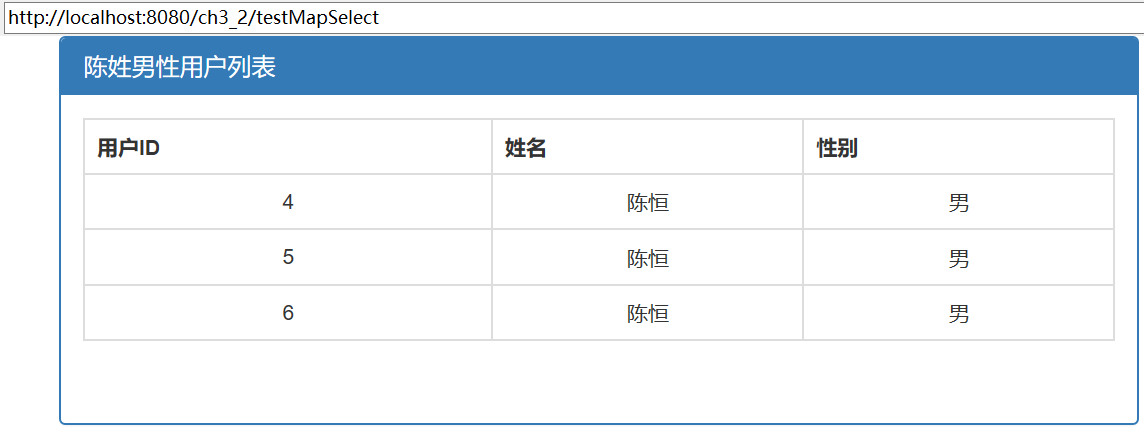 http://localhost:8080/ch3_2/testMapSelect
陈姓男性用户列表
用户ID 姓名 性别
4 陈恒 男
5 陈恒 男
6 陈恒 男